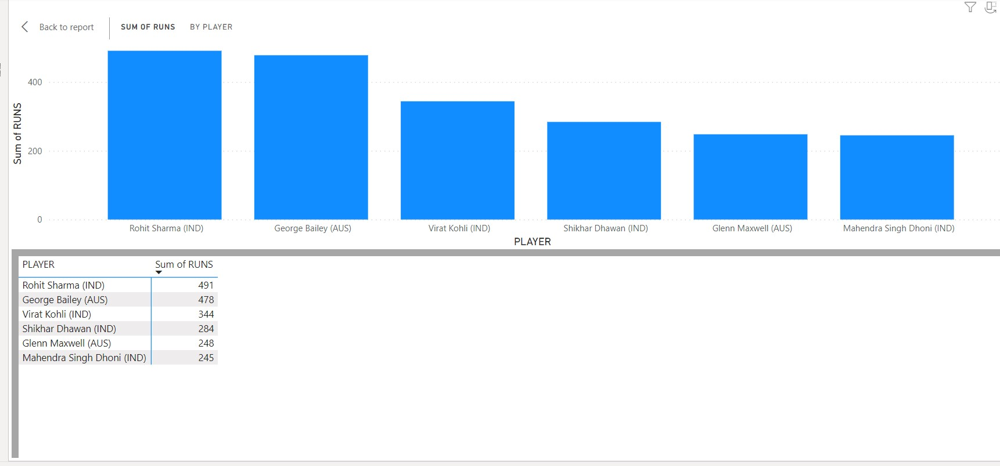 Back to report SUM OF RUNS BY PLAYER
Sum of RUNS
400
200
0
Rohit Sharma (IND) George Bailey (AUS) Virat Kohli (IND) Shikhar Dhawan (IND) Glenn Maxwell (AUS) Mahendra Singh Dhoni (IND)
PLAYER
PLAYER Sum of RUNS
Rohit Sharma (IND) 491
George Bailey (AUS) 478
Virat Kohli (IND) 344
Shikhar Dhawan (IND) 284
Glenn Maxwell (AUS) 248
Mahendra Singh Dhoni (IND) 245